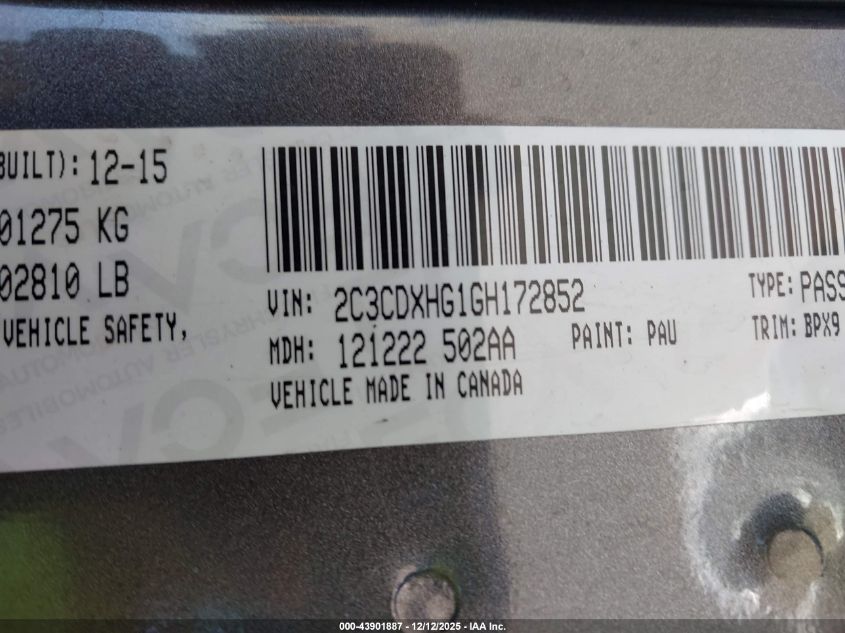 BUILT): 12-15
01275 KG
02810 LB
VEHICLE SAFETY,
VIN: 2C3CDXHG1GH172852
TYPE: PASS
MDH: 121222 502AA
PAINT: PAU
TRIM: BPX9
VEHICLE MADE IN CANADA
000-43901887 - 12/12/2025 - IAA Inc.